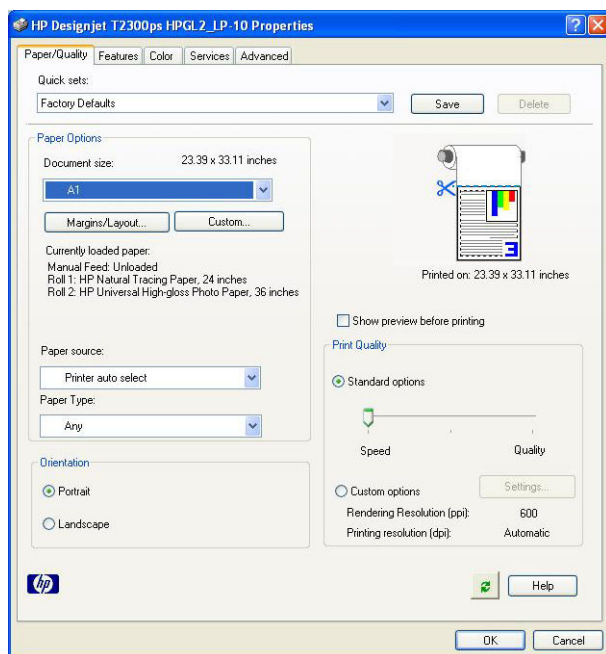 HP Designjet T2300ps HPGL2_LP-10 Properties
Paper/Quality Features Color Services Advanced
Quick sets:
Factory Defaults
Save
Delete
Paper Options
Document size: 23.39 x 33.11 inches
A1
Margins/Layout...
Custom...
Currently loaded paper:
Manual Feed: Unloaded
Roll 1: HP Natural Tracing Paper, 24 inches
Roll 2: HP Universal High-gloss Photo Paper, 36 inches
Paper source:
Printer auto select
Paper Type:
Any
Orientation
Portrait
Landscape
3
Printed on: 23.39 x 33.11 inches
Show preview before printing
Print Quality
Standard options
Speed Quality
Custom options
Settings...
Rendering Resolution (ppi): 600
Printing resolution (dpi): Automatic
hp
Help
OK
Cancel